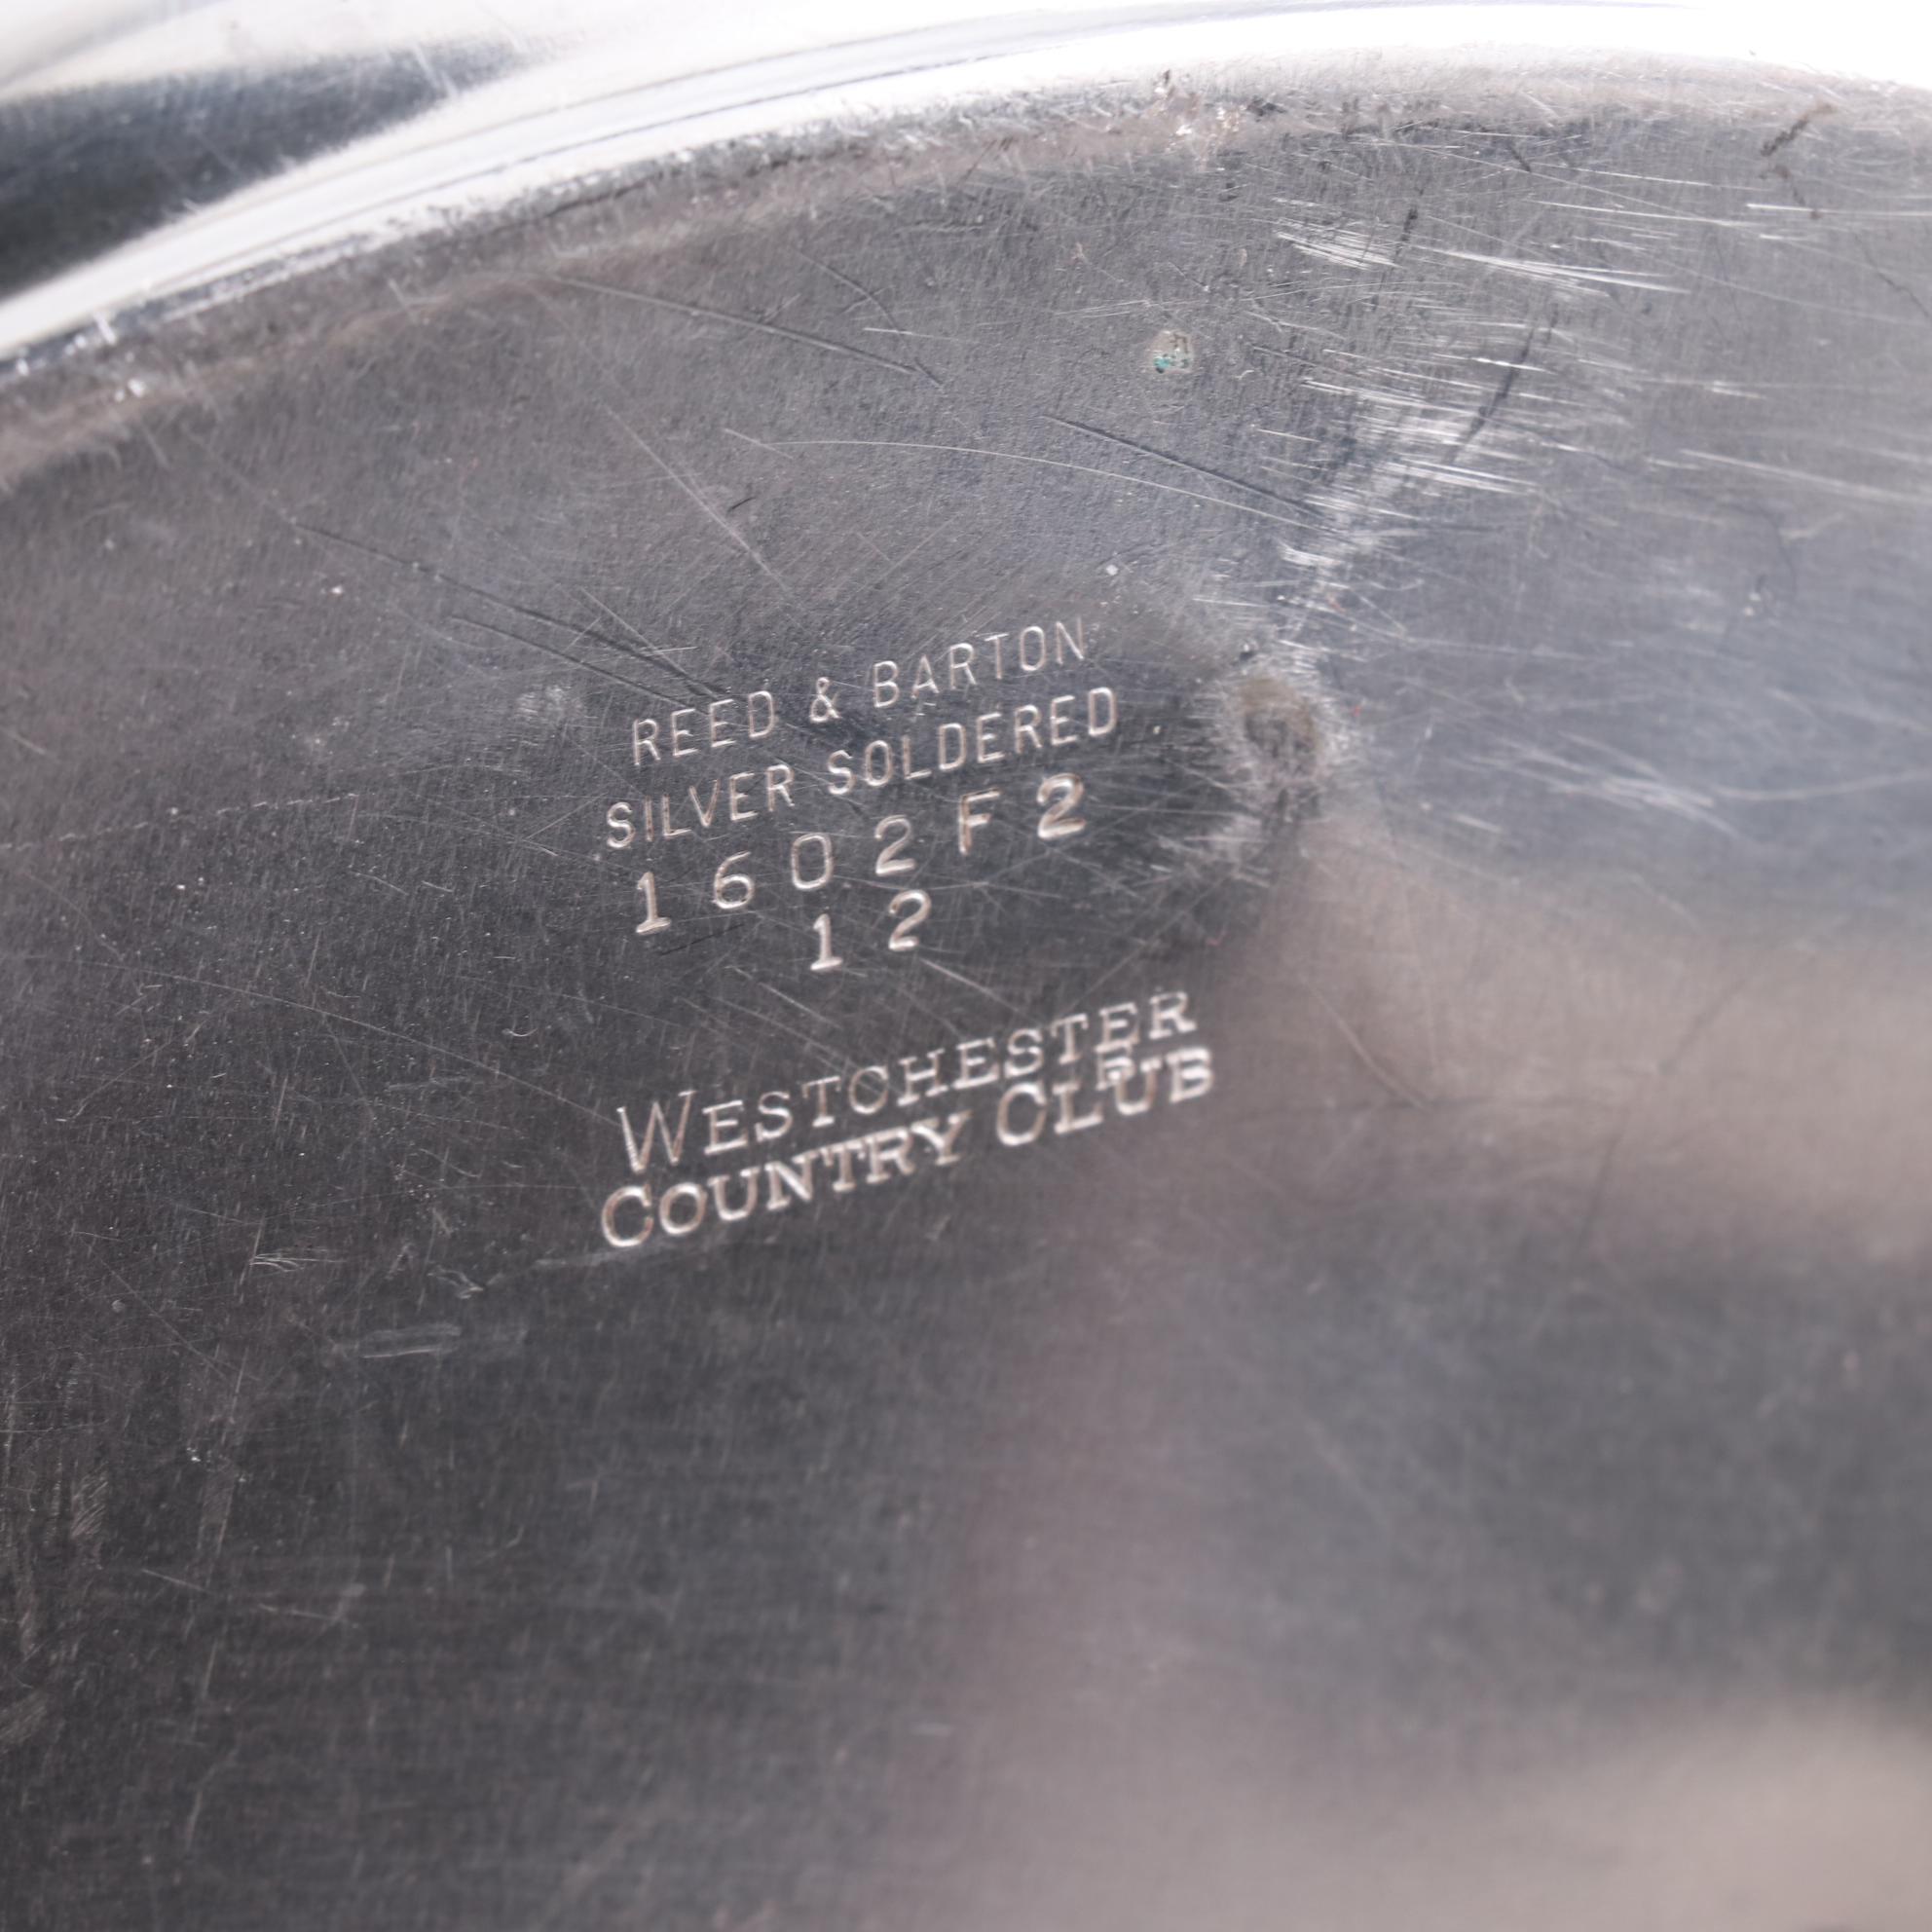 REED & BARTON
SILVER SOLDERED
1602F2
12
WESTCHESTER
COUNTRY CLUB